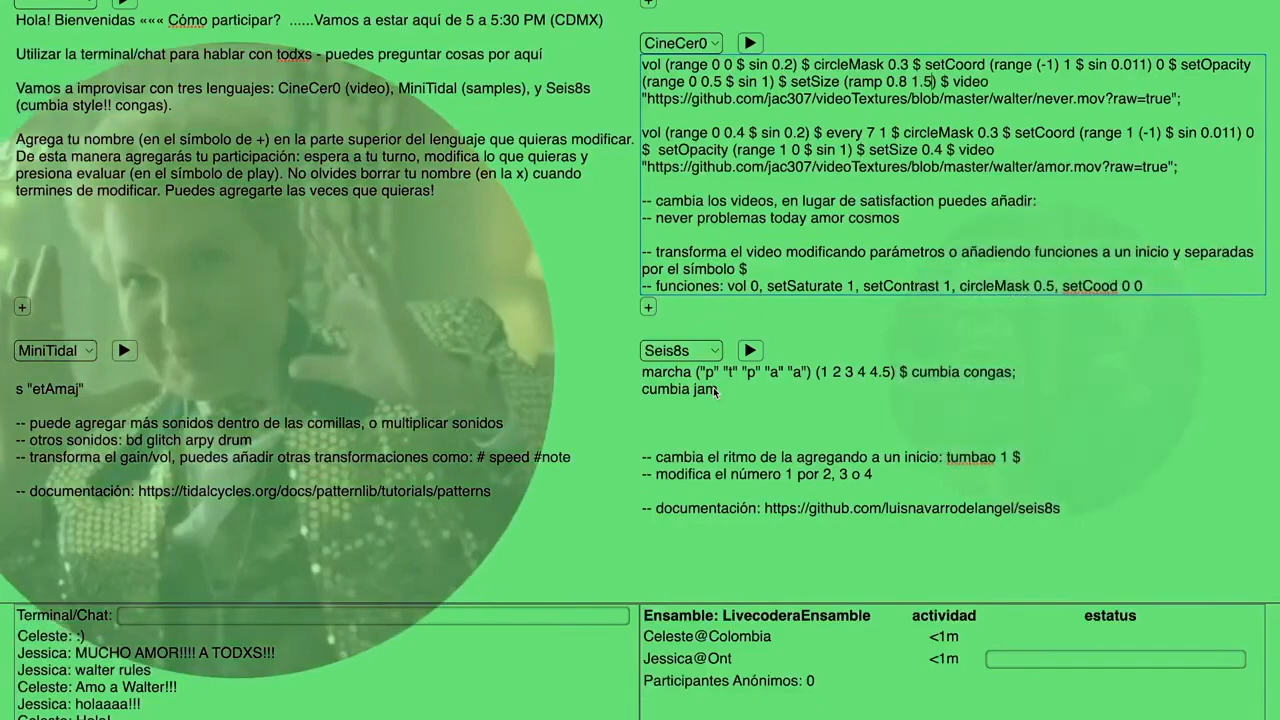 Hola! Bienvenidas ««« Cómo participar? ......Vamos a estar aquí de 5 a 5:30 PM (CDMX)
Utilizar la terminal/chat para hablar con todxs - puedes preguntar cosas por aquí
Vamos a improvisar con tres lenguajes: CineCer0 (video), MiniTidal (samples), y Seis8s
(cumbia style!! congas).
Agrega tu nombre (en el símbolo de +) en la parte superior del lenguaje que quieras modificar.
De esta manera agregarás tu participación: espera a tu turno, modifica lo que quieras y
presiona evaluar (en el símbolo de play). No olvides borrar tu nombre (en la x) cuando
termines de modificar. Puedes agregarte las veces que quieras!
+
CineCer0
vol (range 0 0 $ sin 0.2) $ circleMask 0.3 $ setCoord (range (-1) 1 $ sin 0.011) 0 $ setOpacity
(range 0 0.5 $ sin 1) $ setSize (ramp 0.8 1.5) $ video
"https://github.com/jac307/videoTextures/blob/master/walter/never.mov?raw=true";
vol (range 0 0.4 $ sin 0.2) $ every 7 1 $ circleMask 0.3 $ setCoord (range 1 (-1) $ sin 0.011) 0
$  setOpacity (range 1 0 $ sin 1) $ setSize 0.4 $ video
"https://github.com/jac307/videoTextures/blob/master/walter/amor.mov?raw=true";
-- cambia los videos, en lugar de satisfaction puedes añadir:
-- never problemas today amor cosmos
-- transforma el video modificando parámetros o añadiendo funciones a un inicio y separadas
por el símbolo $
-- funciones: vol 0, setSaturate 1, setContrast 1, circleMask 0.5, setCood 0 0
+
MiniTidal
s "etAmaj"
-- puede agregar más sonidos dentro de las comillas, o multiplicar sonidos
-- otros sonidos: bd glitch arpy drum
-- transforma el gain/vol, puedes añadir otras transformaciones como: # speed #note
-- documentación: https://tidalcycles.org/docs/patternlib/tutorials/patterns
+
Seis8s
marcha ("p" "t" "p" "a" "a") (1 2 3 4 4.5) $ cumbia congas;
cumbia jam
-- cambia el ritmo de la agregando a un inicio: tumbao 1 $
-- modifica el número 1 por 2, 3 o 4
-- documentación: https://github.com/luisnavarrodelangel/seis8s
Terminal/Chat:
Celeste: :)
Jessica: MUCHO AMOR!!!! A TODXS!!!
Jessica: walter rules
Celeste: Amo a Walter!!!
Jessica: holaaaa!!!
Celeste: Hola!
Ensamble: LivecoderaEnsamble actividad estatus
Celeste@Colombia <1m
Jessica@Ont <1m
Participantes Anónimos: 0